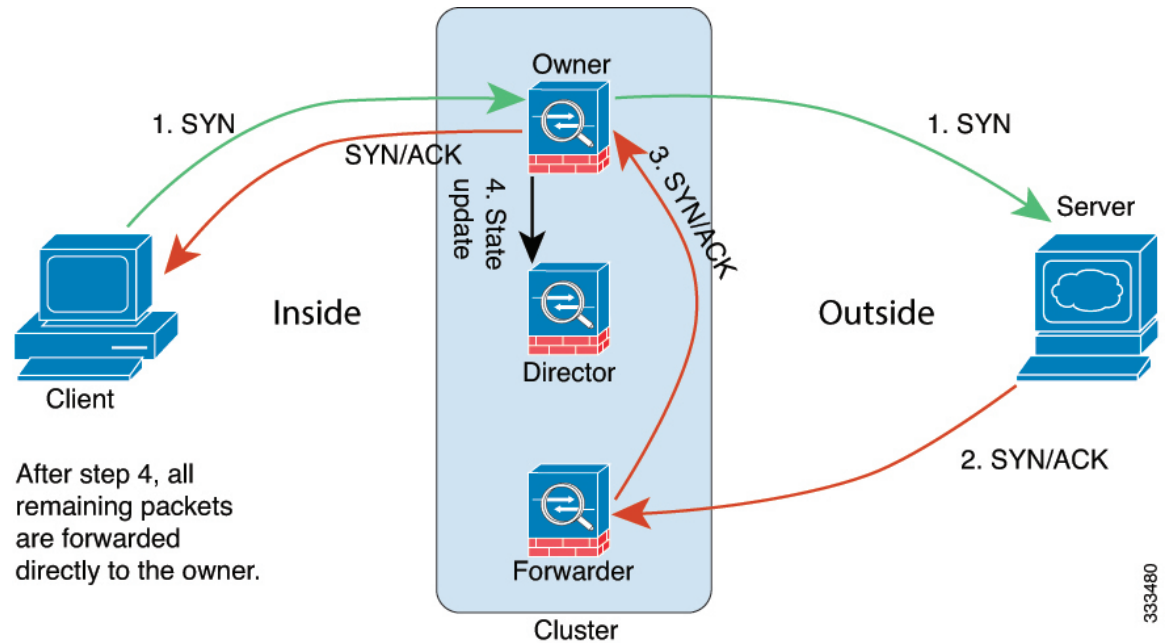 Owner
1. SYN
1. SYN
SYN/ACK
3. SYN/ACK
4. State
update
Server
Inside
Outside
Director
Client
2. SYN/ACK
After step 4, all
remaining packets
are forwarded
directly to the owner.
Forwarder
333480
Cluster